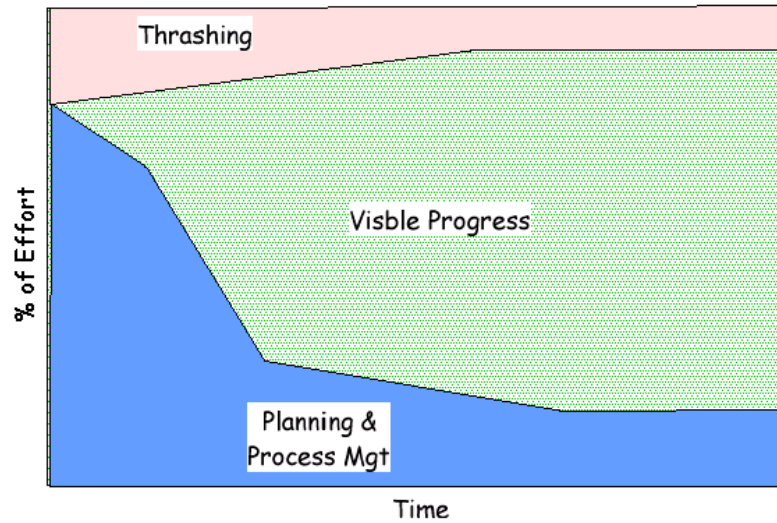 Thrashing
% of Effort
Visble Progress
Planning &
Process Mgt
Time